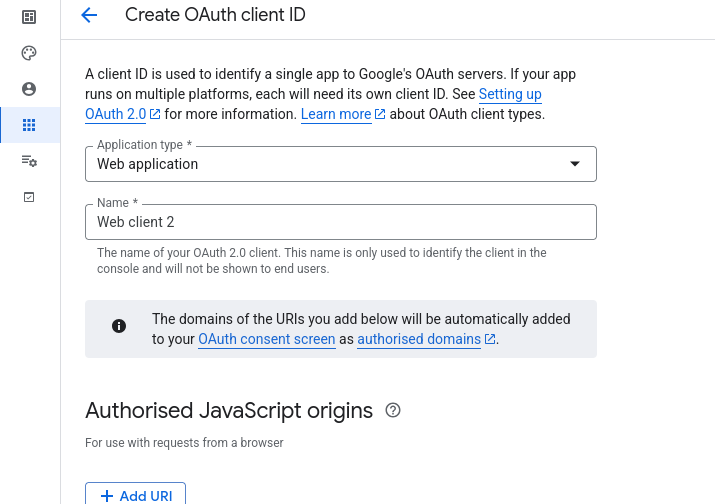 Create OAuth client ID
A client ID is used to identify a single app to Google's OAuth servers. If your app
runs on multiple platforms, each will need its own client ID. See Setting up
OAuth 2.0 for more information. Learn more about OAuth client types.
Application type *
Web application
Name *
Web client 2
The name of your OAuth 2.0 client. This name is only used to identify the client in the
console and will not be shown to end users.
The domains of the URIs you add below will be automatically added
to your OAuth consent screen as authorised domains.
Authorised JavaScript origins
For use with requests from a browser
+ Add URI